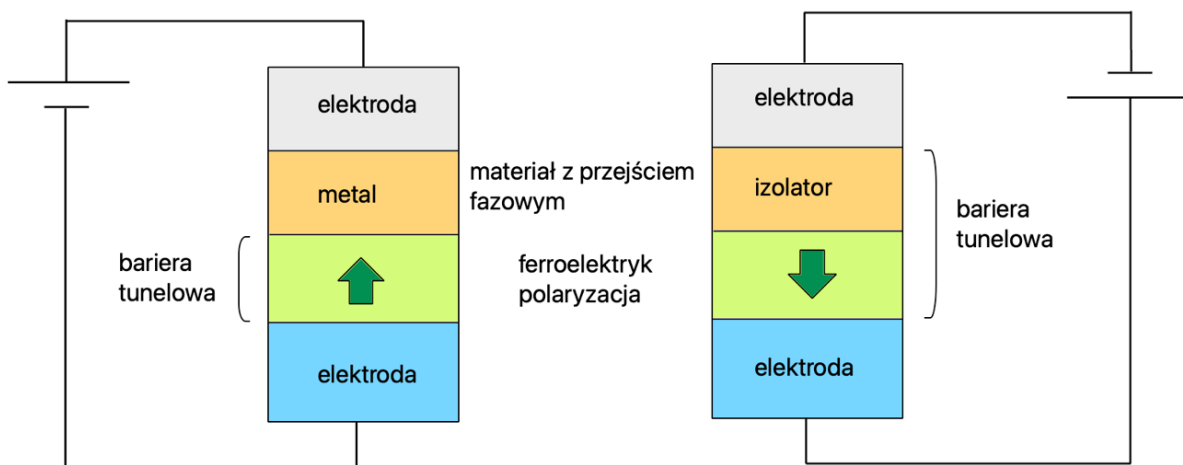 elektroda
metal
bariera
tunelowa
elektroda
materiał z przejściem
fazowym
ferroelektryk
polaryzacja
elektroda
izolator
bariera
tunelowa
elektroda